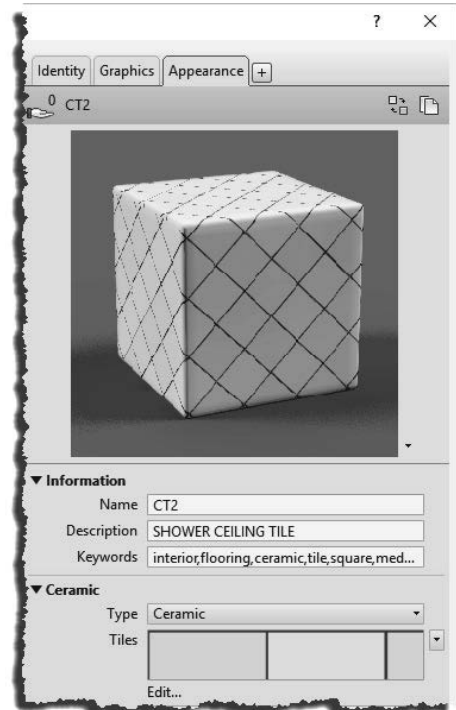 ? ×
Identity Graphics Appearance +
0 CT2
Information
Name CT2
Description SHOWER CEILING TILE
Keywords interior,flooring,ceramic,tile,square,med...
Ceramic
Type Ceramic
Tiles
Edit...